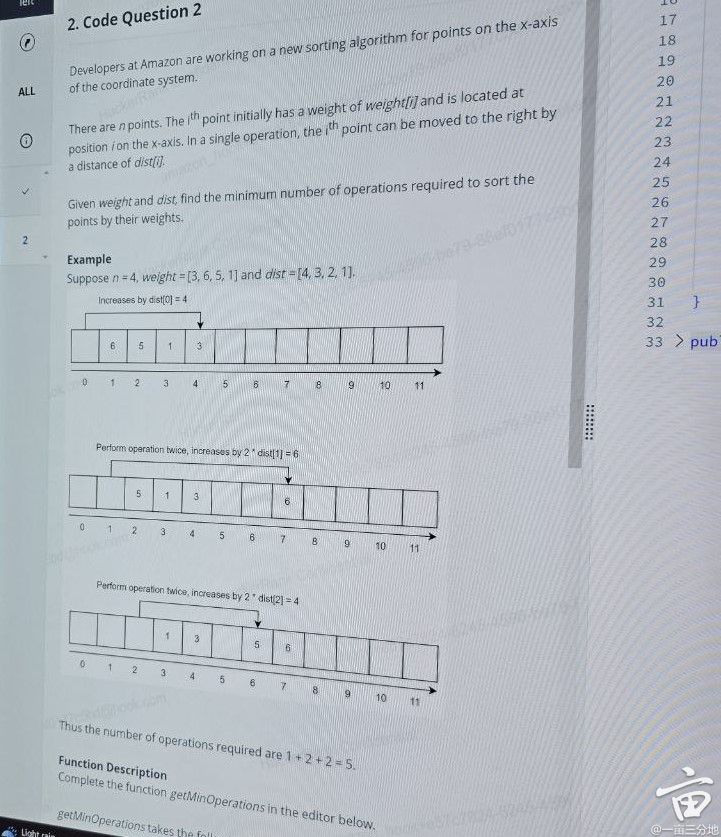 2. Code Question 2
Developers at Amazon are working on a new sorting algorithm for points on the x-axis
of the coordinate system.
ALL
There are n points. The ith point initially has a weight of weight[i] and is located at
position i on the x-axis. In a single operation, the ith point can be moved to the right by
a distance of dist[i].
Given weight and dist, find the minimum number of operations required to sort the
points by their weights.
2
Example
Suppose n = 4, weight = [3, 6, 5, 1] and dist = [4, 3, 2, 1].
Increases by dist[0] = 4
6 5 1 3
0 1 2 3 4 5 6 7 8 9 10 11
Perform operation twice, increases by 2 * dist[1] = 6
5 1 3 6
0 1 2 3 4 5 6 7 8 9 10 11
Perform operation twice, increases by 2 * dist[2] = 4
1 3 5 6
0 1 2 3 4 5 6 7 8 9 10 11
Thus the number of operations required are 1 + 2 + 2 = 5.
Function Description
Complete the function getMinOperations in the editor below.
getMinOperations takes the
Light rain
17
18
19
20
21
22
23
24
25
26
27
28
29
30
31 }
32
33 > pub
亩
@一亩三分地